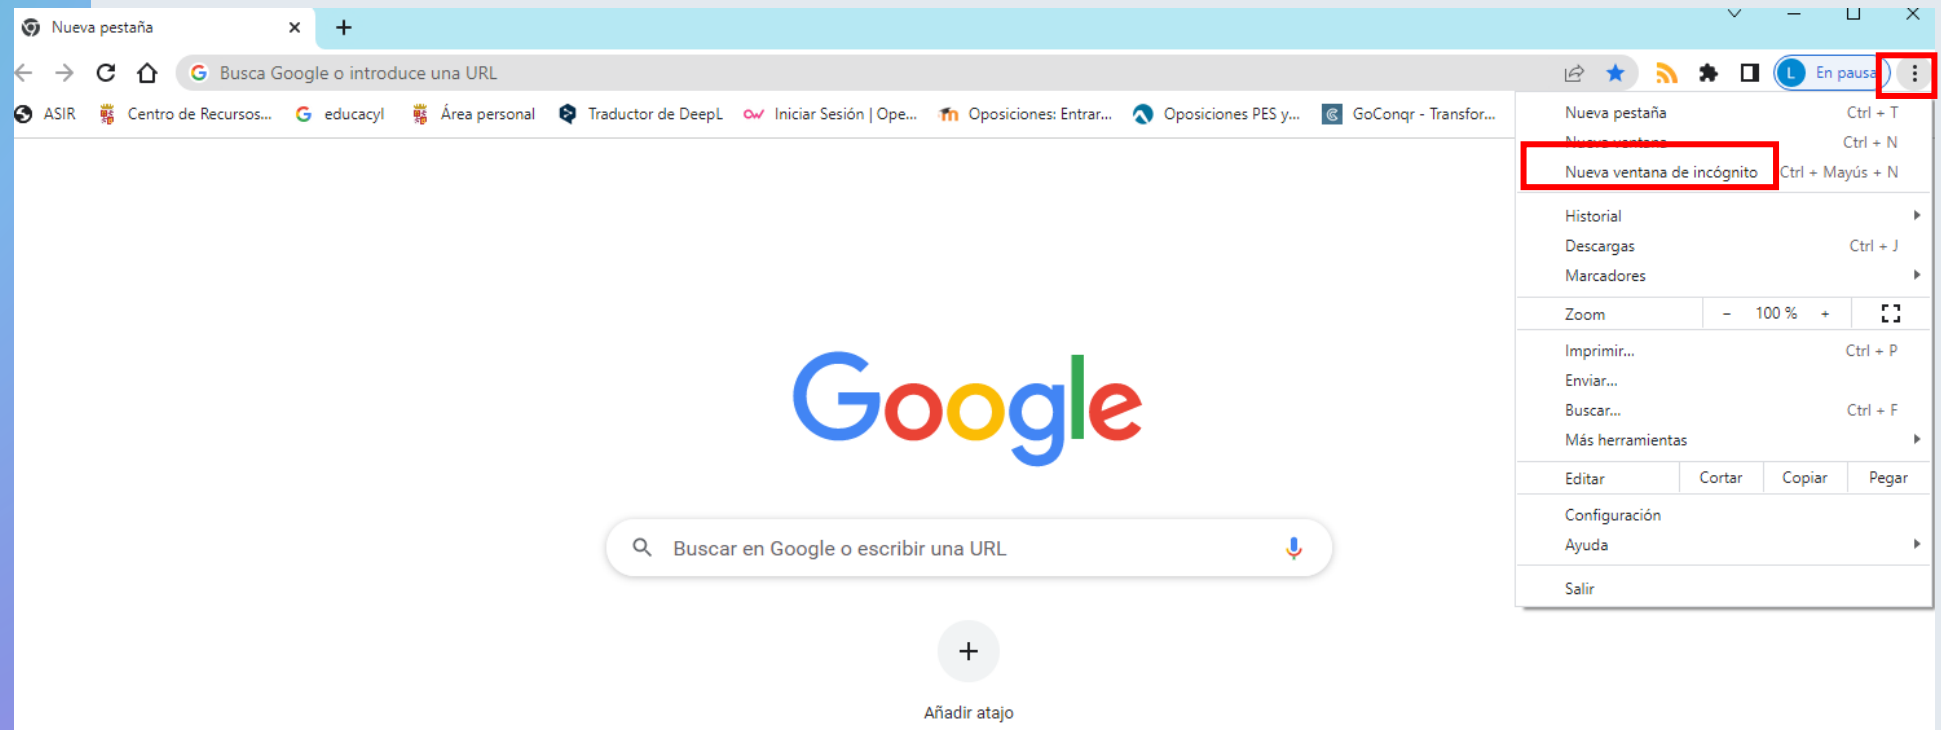 Nueva pestaña
Busca Google o introduce una URL
L En pausa
ASIR Centro de Recursos... G educacyl Área personal Traductor de DeepL Iniciar Sesión | Ope... Oposiciones: Entrar... Oposiciones PES y... GoConqr - Transfor...
Nueva pestaña Ctrl + T
Nueva ventana Ctrl + N
Nueva ventana de incógnito Ctrl + Mayús + N
Historial
Descargas Ctrl + J
Marcadores
Zoom - 100 % +
Imprimir... Ctrl + P
Enviar...
Buscar... Ctrl + F
Más herramientas
Editar Cortar Copiar Pegar
Configuración
Ayuda
Salir
Google
Buscar en Google o escribir una URL
Añadir atajo